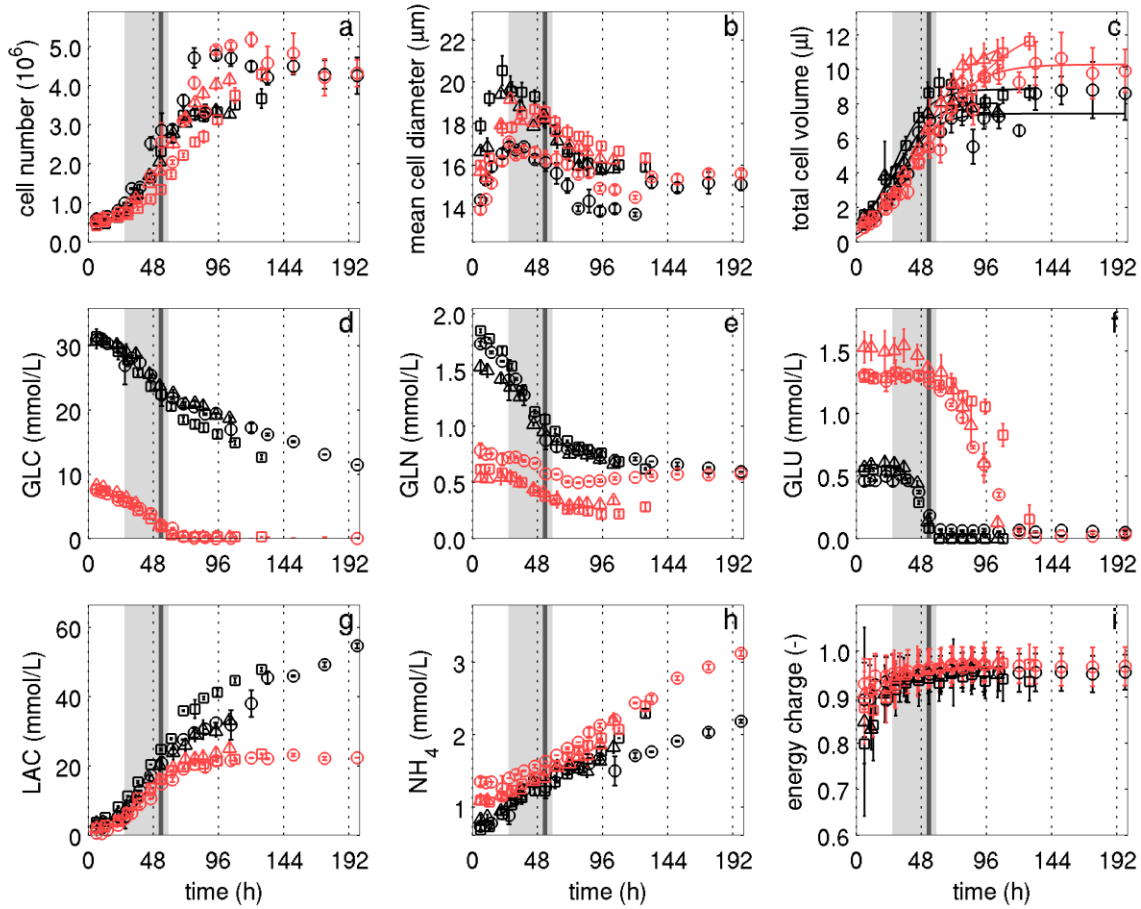 a
b
c
cell number (10⁶)
5.0
4.0
3.0
2.0
1.0
0.0
0 48 96 144 192
mean cell diameter (μm)
22
20
18
16
14
0 48 96 144 192
total cell volume (μl)
12
10
8
6
4
2
0
0 48 96 144 192
d
e
f
GLC (mmol/L)
30
20
10
0
0 48 96 144 192
GLN (mmol/L)
2.0
1.5
1.0
0.5
0.0
0 48 96 144 192
GLU (mmol/L)
1.5
1.0
0.5
0.0
0 48 96 144 192
g
h
i
LAC (mmol/L)
60
40
20
0
0 48 96 144 192
time (h)
NH₄ (mmol/L)
3
2
1
0 48 96 144 192
time (h)
energy charge (-)
1.0
0.9
0.8
0.7
0.6
0 48 96 144 192
time (h)